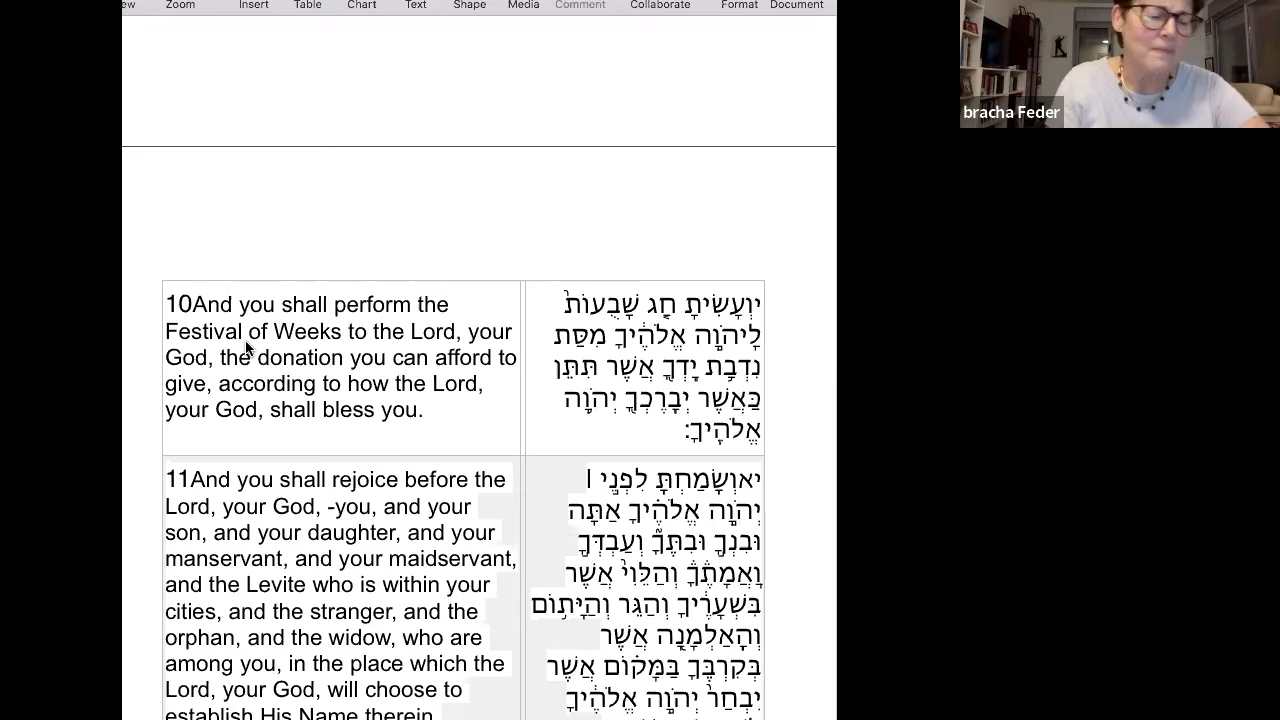 ew Zoom Insert Table Chart Text Shape Media Comment Collaborate Format Document
bracha Feder
10And you shall perform the
Festival of Weeks to the Lord, your
God, the donation you can afford to
give, according to how the Lord,
your God, shall bless you.
יוְעָשִׂ֜יתָ חַ֤ג שָֽׁבֻעוֹת֙
לַֽיהֹוָ֣ה אֱלֹהֶ֔יךָ מִסַּ֛ת
נִדְבַ֥ת יָֽדְךָ֖ אֲשֶׁ֣ר תִּתֵּ֑ן
כַּֽאֲשֶׁ֥ר יְבָֽרֶכְךָ֖ יְהֹוָ֥ה
אֱלֹהֶֽיךָ:
11And you shall rejoice before the
Lord, your God, -you, and your
son, and your daughter, and your
manservant, and your maidservant,
and the Levite who is within your
cities, and the stranger, and the
orphan, and the widow, who are
among you, in the place which the
Lord, your God, will choose to
establish His Name therein
יאוְשָֽׂמַחְתָּ֞ לִפְנֵ֣י |
יְהֹוָ֣ה אֱלֹהֶ֗יךָ אַתָּ֨ה
וּבִנְךָ֣ וּבִתֶּ֘ךָ֘ וְעַבְדְּךָ֣
וַֽאֲמָתֶ֒ךָ֒ וְהַלֵּוִי֙ אֲשֶׁ֣ר
בִּשְׁעָרֶ֔יךָ וְהַגֵּ֛ר וְהַיָּת֥וֹם
וְהָֽאַלְמָנָ֖ה אֲשֶׁ֣ר
בְּקִרְבֶּ֑ךָ בַּמָּק֗וֹם אֲשֶׁ֤ר
יִבְחַר֙ יְהֹוָ֣ה אֱלֹהֶ֔יךָ